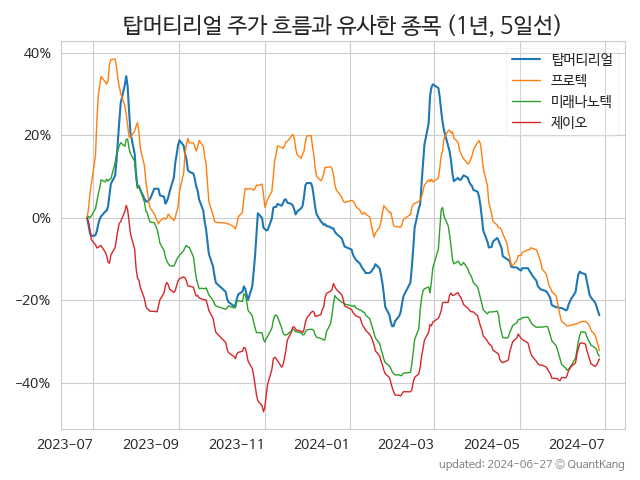 탑머티리얼 주가 흐름과 유사한 종목 (1년, 5일선)
탑머티리얼
프로텍
미래나노텍
제이오
40%
20%
0%
−20%
−40%
2023-07 2023-09 2023-11 2024-01 2024-03 2024-05 2024-07
updated: 2024-06-27 © QuantKang